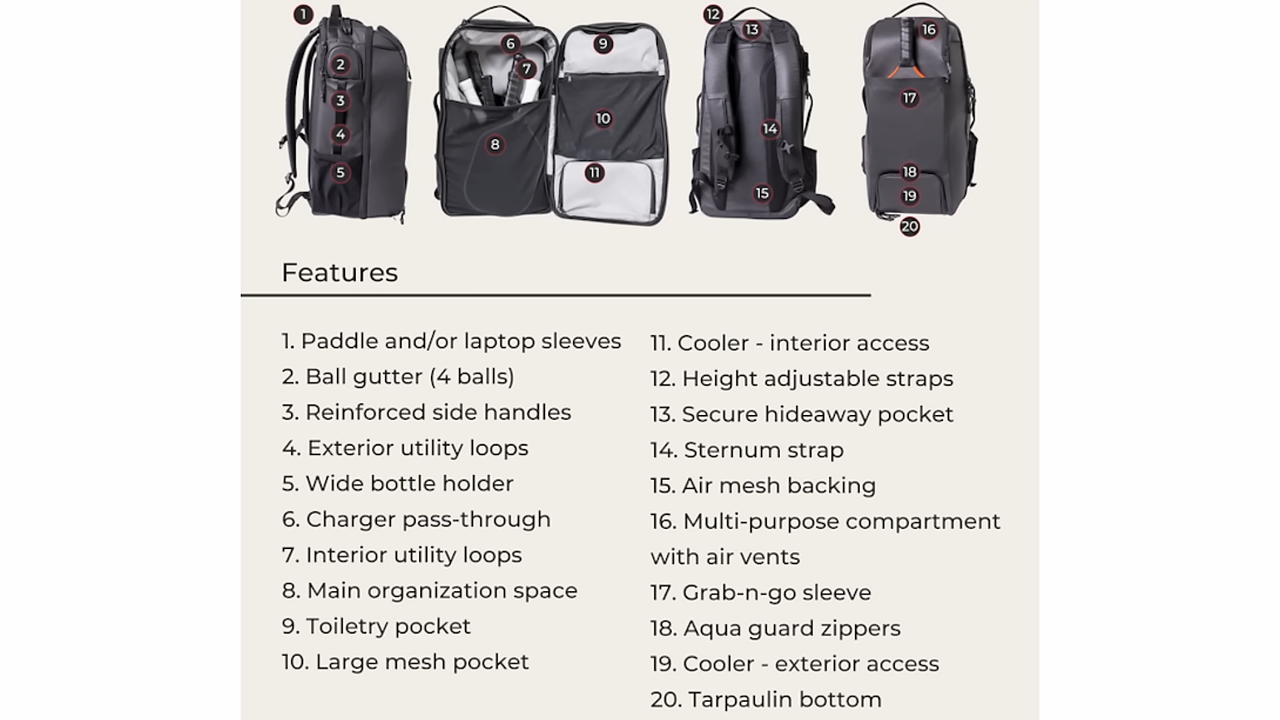 1
2
3
4
5
6
7
8
9
10
11
12
13
14
15
16
17
18
19
20
Features
1. Paddle and/or laptop sleeves
2. Ball gutter (4 balls)
3. Reinforced side handles
4. Exterior utility loops
5. Wide bottle holder
6. Charger pass-through
7. Interior utility loops
8. Main organization space
9. Toiletry pocket
10. Large mesh pocket
11. Cooler - interior access
12. Height adjustable straps
13. Secure hideaway pocket
14. Sternum strap
15. Air mesh backing
16. Multi-purpose compartment
with air vents
17. Grab-n-go sleeve
18. Aqua guard zippers
19. Cooler - exterior access
20. Tarpaulin bottom